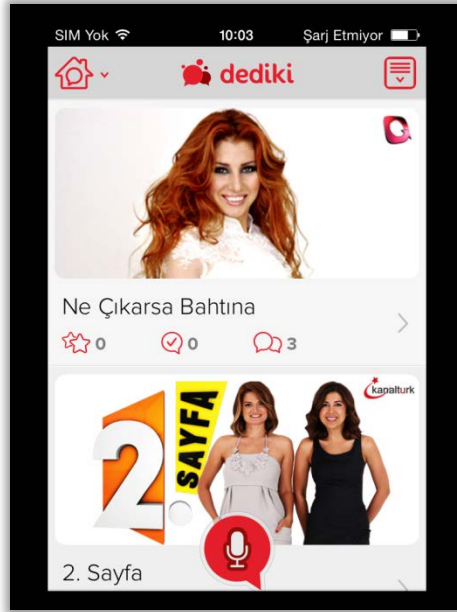 SIM Yok 10:03 Şarj Etmiyor
dediki
Ne Çıkarsa Bahtına
0 0 3
kanalturk
2. SAYFA
2. Sayfa